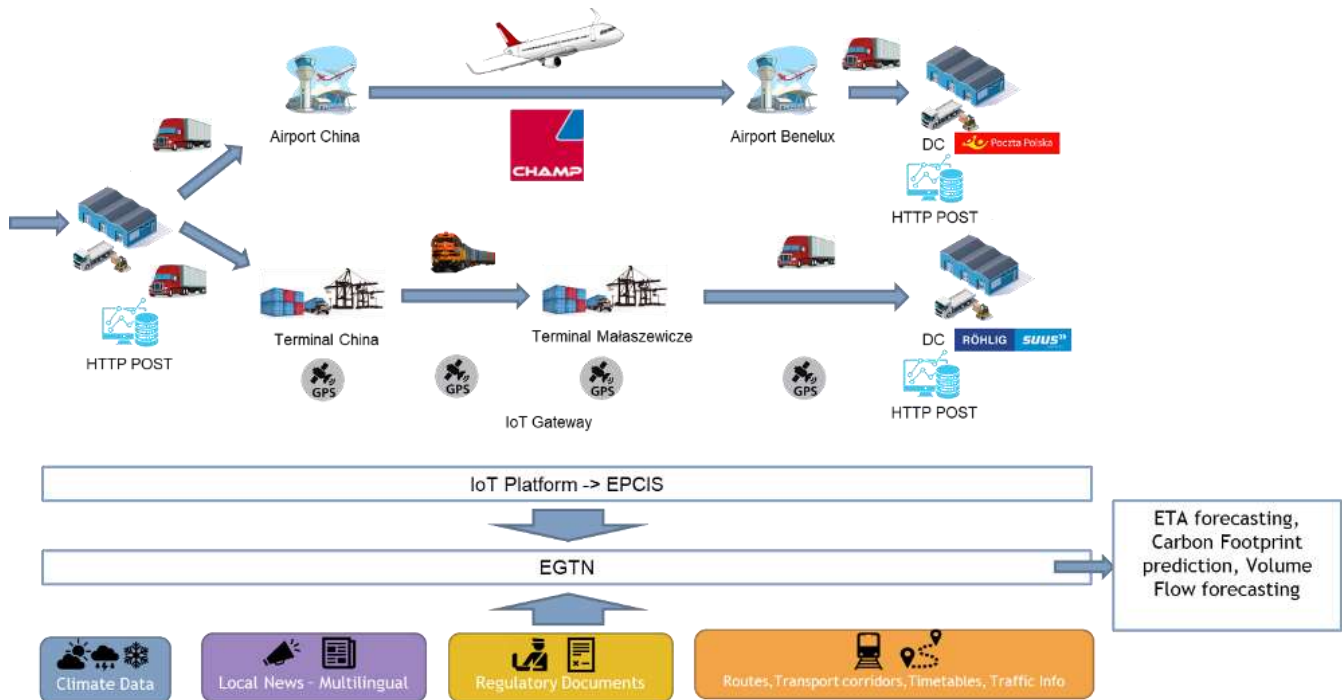 Airport China
CHAMP
Airport Benelux
DC
Poczta Polska
HTTP POST
HTTP POST
Terminal China
Terminal Małaszewicze
DC
RÖHLIG SUUS
HTTP POST
GPS
GPS
GPS
GPS
IoT Gateway
IoT Platform -> EPCIS
EGTN
ETA forecasting,
Carbon Footprint
prediction, Volume
Flow forecasting
Climate Data
Local News - Multilingual
Regulatory Documents
Routes, Transport corridors, Timetables, Traffic Info